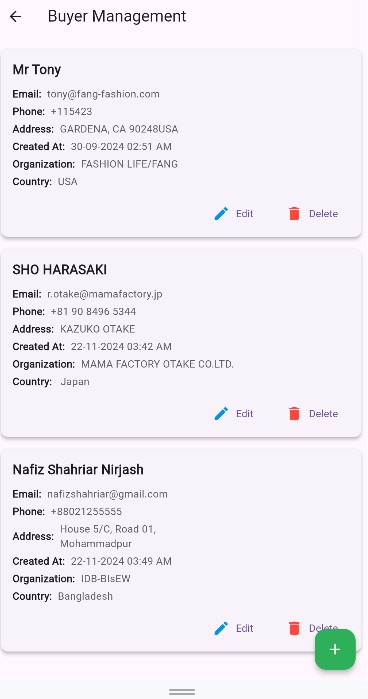 Buyer Management
Mr Tony
Email: tony@fang-fashion.com
Phone: +115423
Address: GARDENA, CA 90248USA
Created At: 30-09-2024 02:51 AM
Organization: FASHION LIFE/FANG
Country: USA
Edit Delete
SHO HARASAKI
Email: r.otake@mamafactory.jp
Phone: +81 90 8496 5344
Address: KAZUKO OTAKE
Created At: 22-11-2024 03:42 AM
Organization: MAMA FACTORY OTAKE CO.LTD.
Country: Japan
Edit Delete
Nafiz Shahriar Nirjash
Email: nafizshahriar@gmail.com
Phone: +88021255555
Address: House 5/C, Road 01,
Mohammadpur
Created At: 22-11-2024 03:49 AM
Organization: IDB-BIsEW
Country: Bangladesh
Edit Delete
+